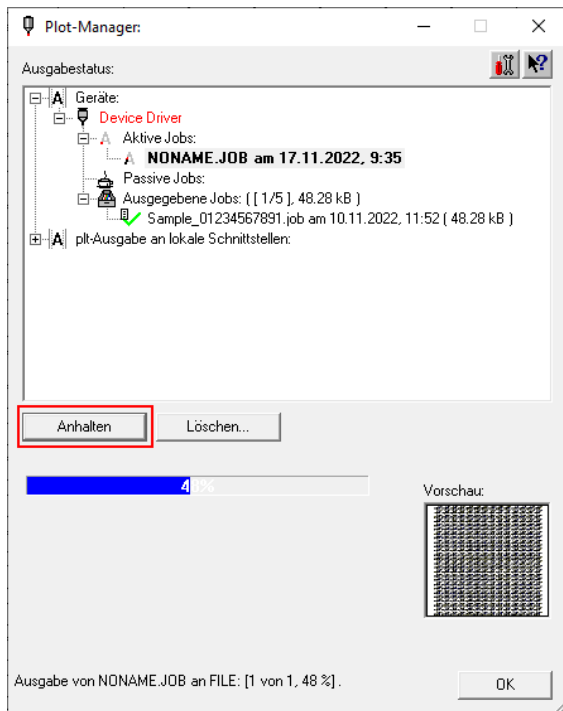 Plot-Manager:
Ausgabestatus:
Geräte:
Device Driver
Aktive Jobs:
NONAME.JOB am 17.11.2022, 9:35
Passive Jobs:
Ausgegebene Jobs: ( [ 1/5 ], 48.28 kB )
Sample_01234567891.job am 10.11.2022, 11:52 ( 48.28 kB )
plt-Ausgabe an lokale Schnittstellen:
Anhalten
Löschen...
48%
Vorschau:
Ausgabe von NONAME.JOB an FILE: [1 von 1, 48 %] .
OK